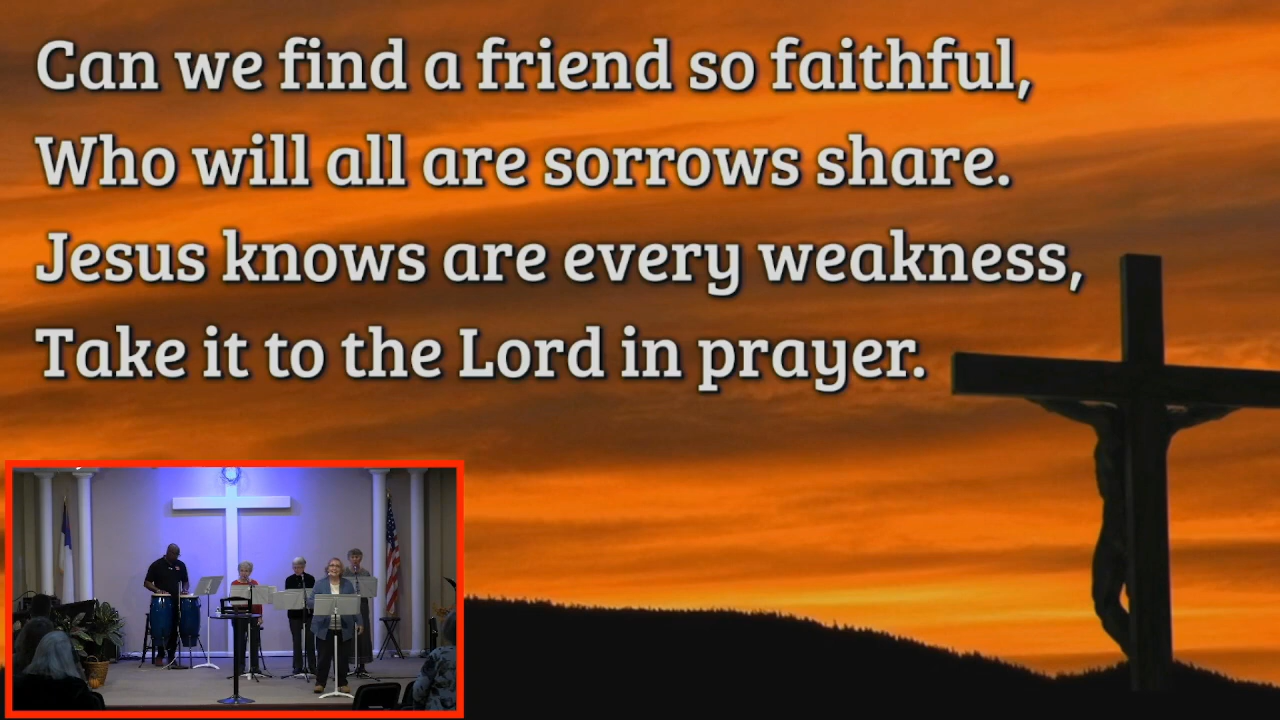 Can we find a friend so faithful,
Who will all are sorrows share.
Jesus knows are every weakness,
Take it to the Lord in prayer.